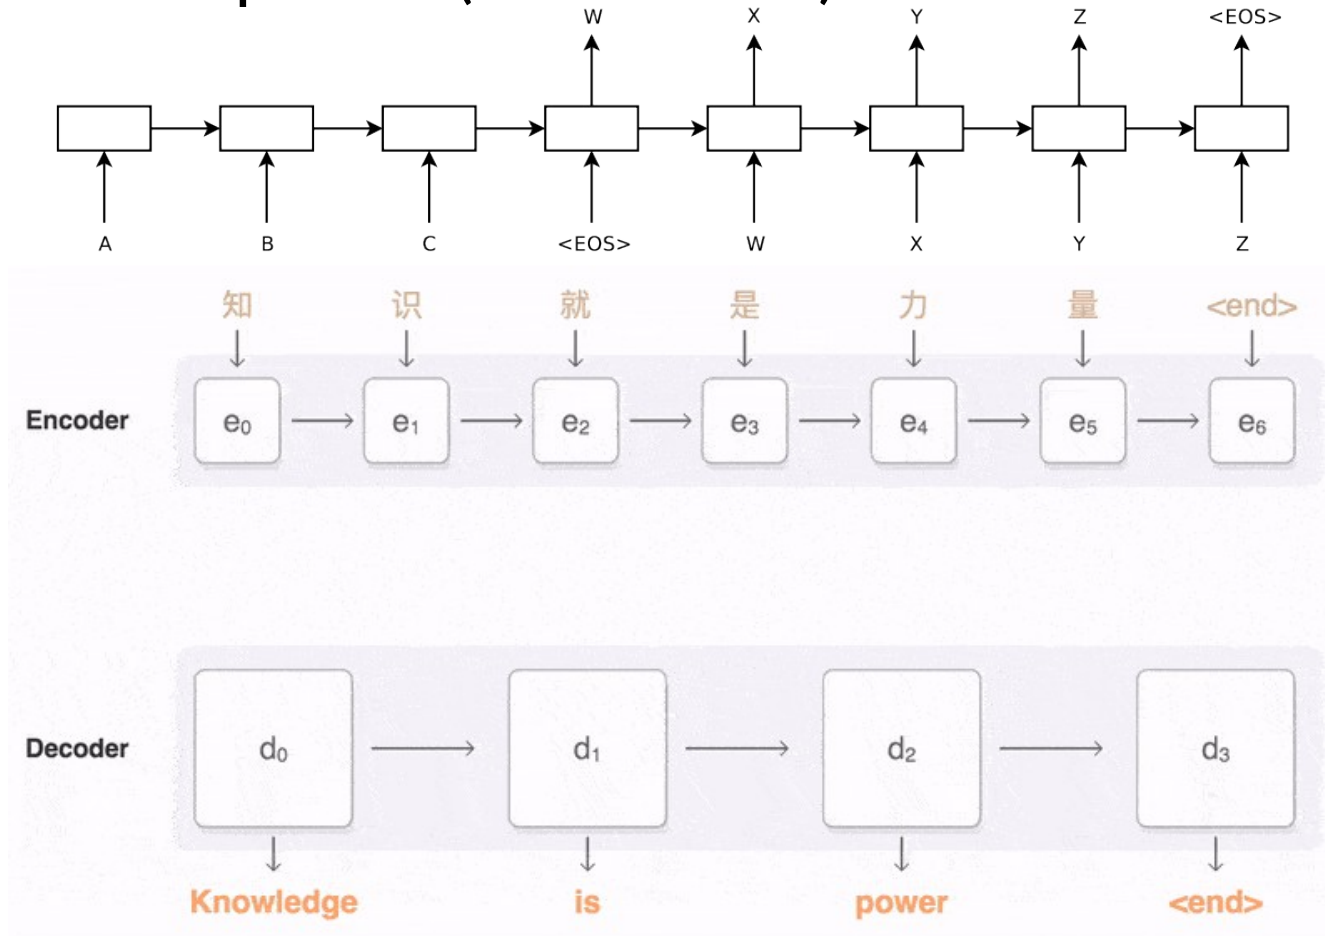 W X Y Z <EOS>
A B C <EOS> W X Y Z
知 识 就 是 力 量 <end>
Encoder e₀ e₁ e₂ e₃ e₄ e₅ e₆
Decoder d₀ d₁ d₂ d₃
Knowledge is power <end>